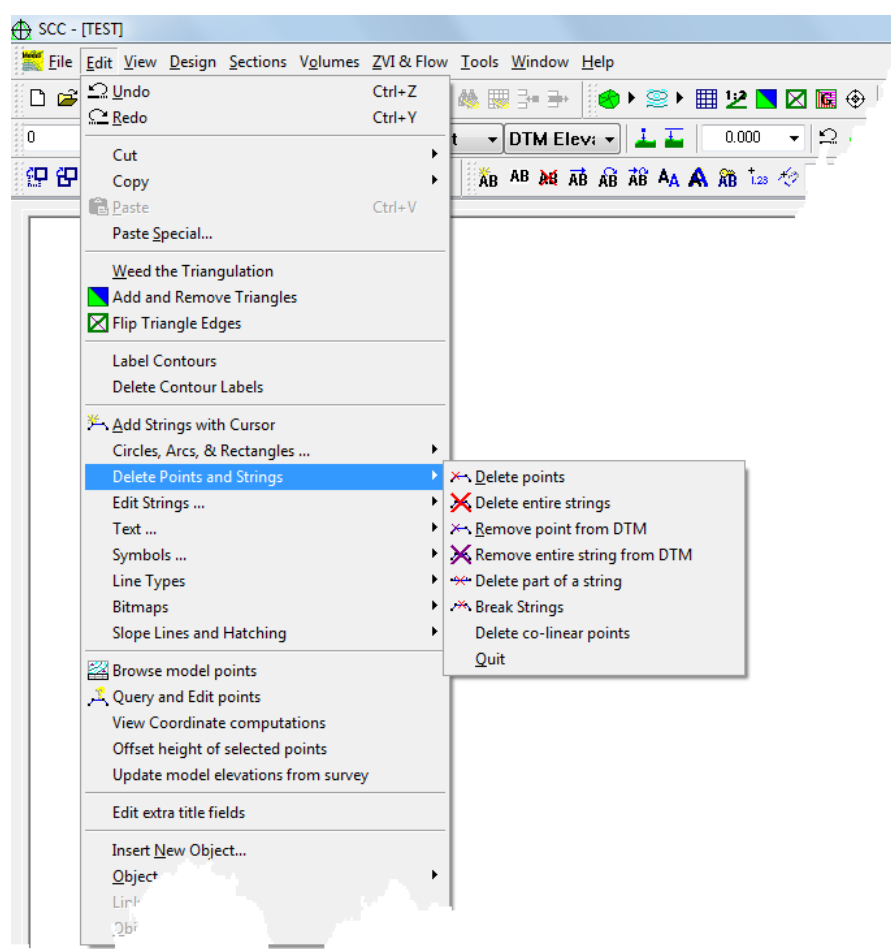 SCC - [TEST]
File Edit View Design Sections Volumes ZVI & Flow Tools Window Help
Undo Ctrl+Z
Redo Ctrl+Y
0 DTM Elev: 0.000
Cut
Copy
Paste Ctrl+V
Paste Special...
Weed the Triangulation
Add and Remove Triangles
Flip Triangle Edges
Label Contours
Delete Contour Labels
Add Strings with Cursor
Circles, Arcs, & Rectangles ...
Delete Points and Strings
Edit Strings ...
Text ...
Symbols ...
Line Types
Bitmaps
Slope Lines and Hatching
Browse model points
Query and Edit points
View Coordinate computations
Offset height of selected points
Update model elevations from survey
Edit extra title fields
Insert New Object...
Object
Delete points
Delete entire strings
Remove point from DTM
Remove entire string from DTM
Delete part of a string
Break Strings
Delete co-linear points
Quit